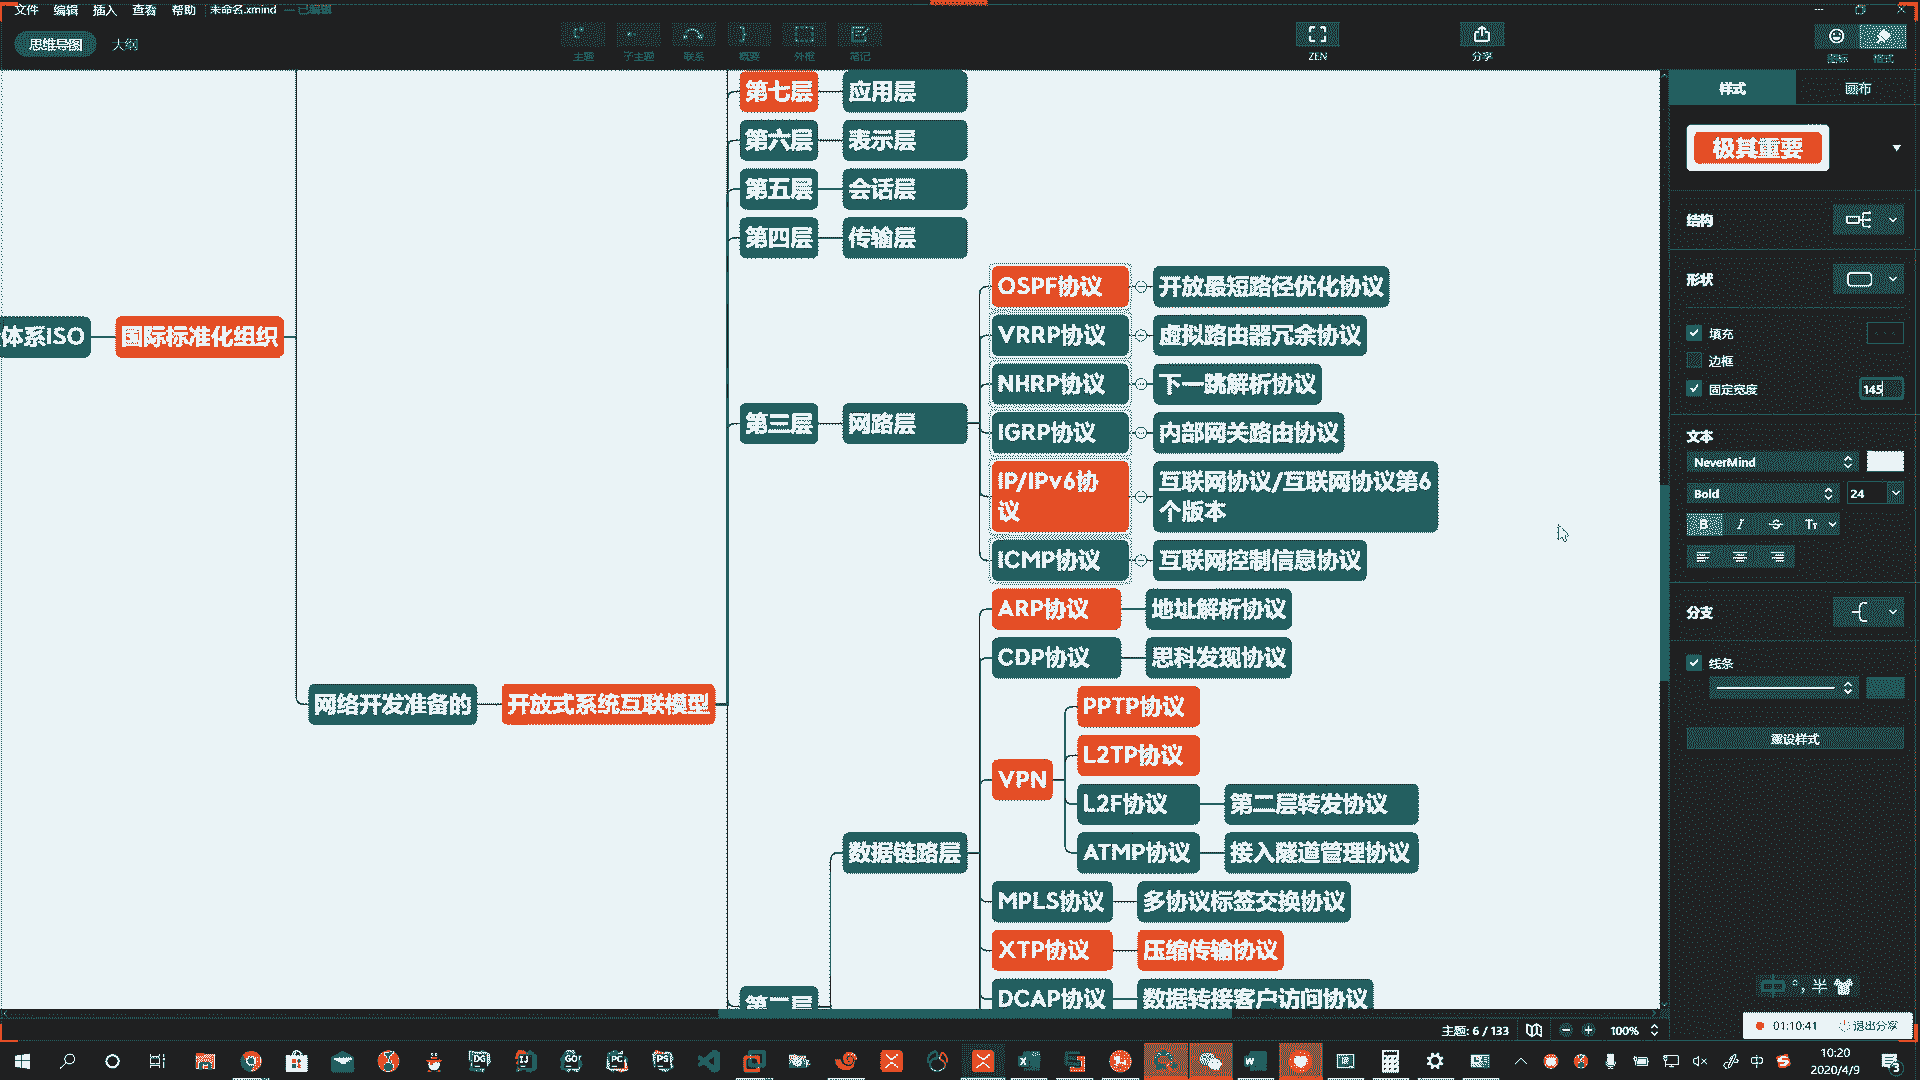 文件 编辑 插入 查看 帮助 未命名.xmind — 已编辑
思维导图 大纲
主题 子主题 联系 概要 外框 笔记 ZEN 分享 图标 格式
样式 画布
极其重要
结构
形状
填充
边框
固定宽度 145
文本
NeverMind
Bold 24
B I S Tт
分支
线条
重设样式
体系ISO
国际标准化组织
网络开发准备的
开放式系统互联模型
第七层 应用层
第六层 表示层
第五层 会话层
第四层 传输层
第三层 网路层
OSPF协议 开放最短路径优化协议
VRRP协议 虚拟路由器冗余协议
NHRP协议 下一跳解析协议
IGRP协议 内部网关路由协议
IP/IPv6协
议
互联网协议/互联网协议第6
个版本
ICMP协议 互联网控制信息协议
第二层 数据链路层
ARP协议 地址解析协议
CDP协议 思科发现协议
VPN
PPTP协议
L2TP协议
L2F协议 第二层转发协议
ATMP协议 接入隧道管理协议
MPLS协议 多协议标签交换协议
XTP协议 压缩传输协议
DCAP协议 数据转接客户访问协议
中 °, 半
主题: 6 / 133 100%
01:10:41 退出分享
中
10:20
2020/4/9
3